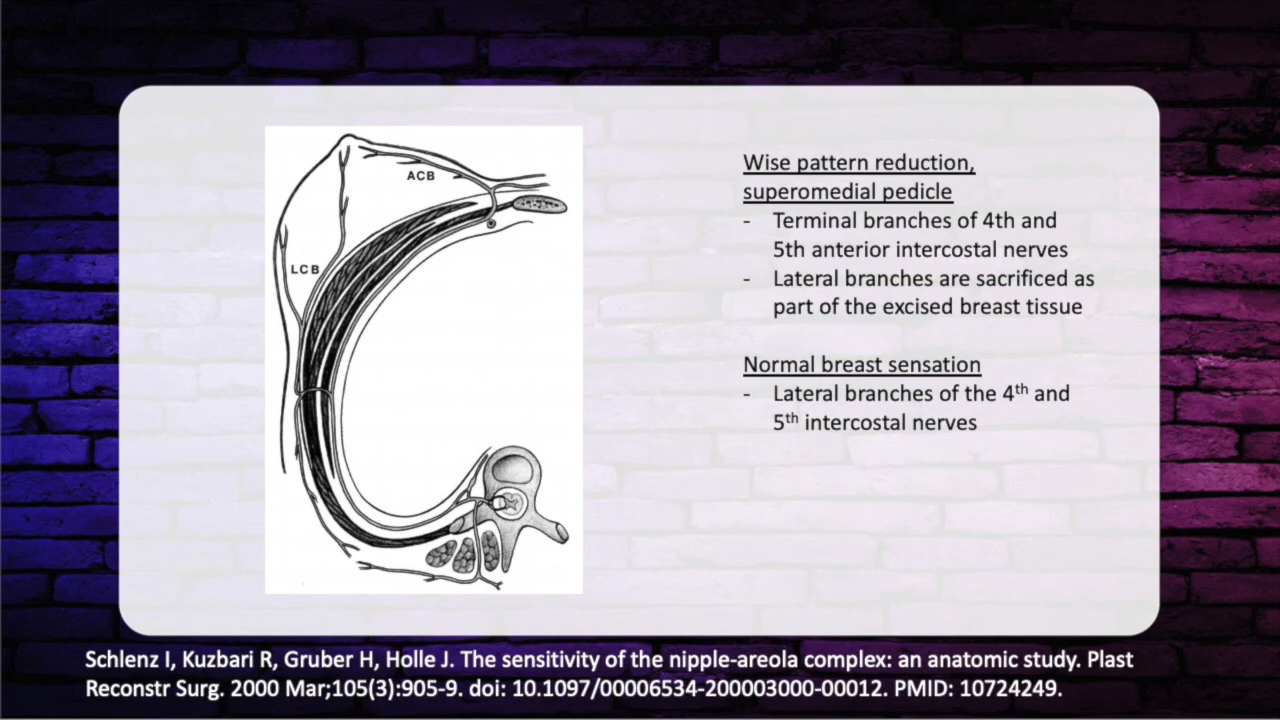 ACB
LCB
Wise pattern reduction,
superomedial pedicle
- Terminal branches of 4th and
5th anterior intercostal nerves
- Lateral branches are sacrificed as
part of the excised breast tissue
Normal breast sensation
- Lateral branches of the 4th and
5th intercostal nerves
Schlenz I, Kuzbari R, Gruber H, Holle J. The sensitivity of the nipple-areola complex: an anatomic study. Plast
Reconstr Surg. 2000 Mar;105(3):905-9. doi: 10.1097/00006534-200003000-00012. PMID: 10724249.